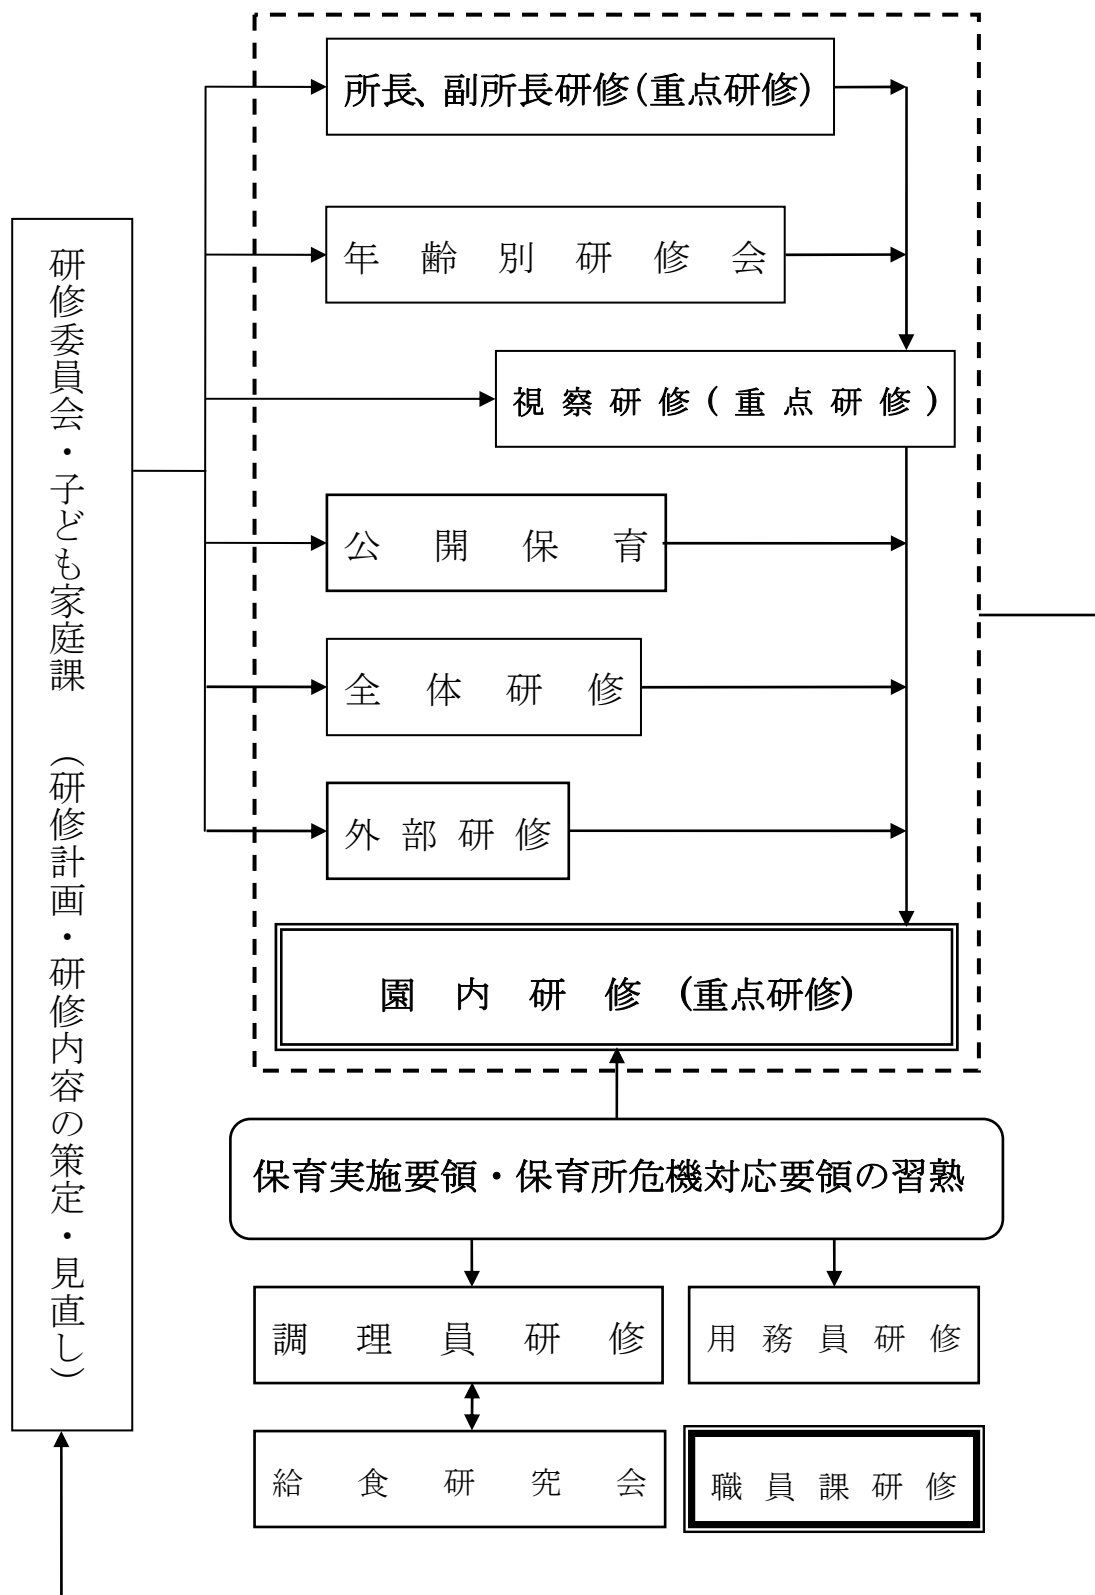 所長、副所長研修(重点研修)
年齢別研修会
視察研修(重点研修)
研修委員会・子ども家庭課 (研修計画・研修内容の策定・見直し)
公開保育
全体研修
外部研修
園内研修 (重点研修)
保育実施要領・保育所危機対応要領の習熟
調理員研修
用務員研修
給食研究会
職員課研修